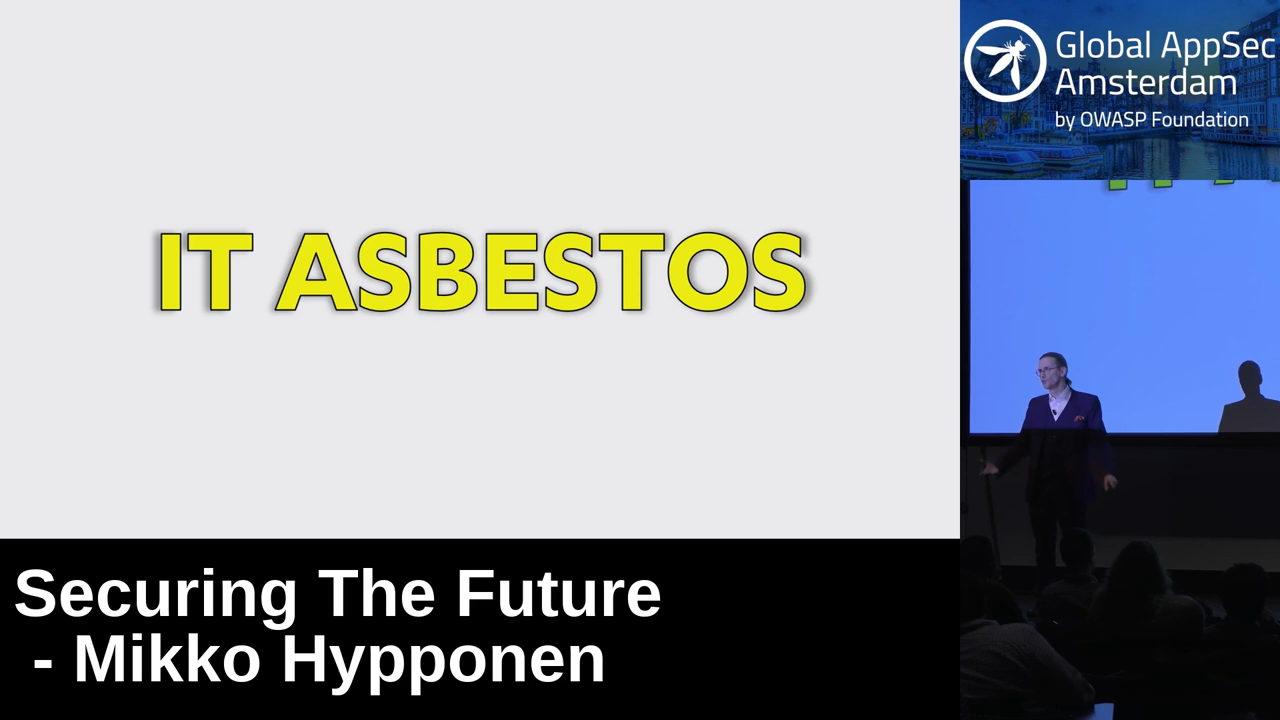 IT ASBESTOS
Global AppSec
Amsterdam
by OWASP Foundation
Securing The Future
- Mikko Hypponen